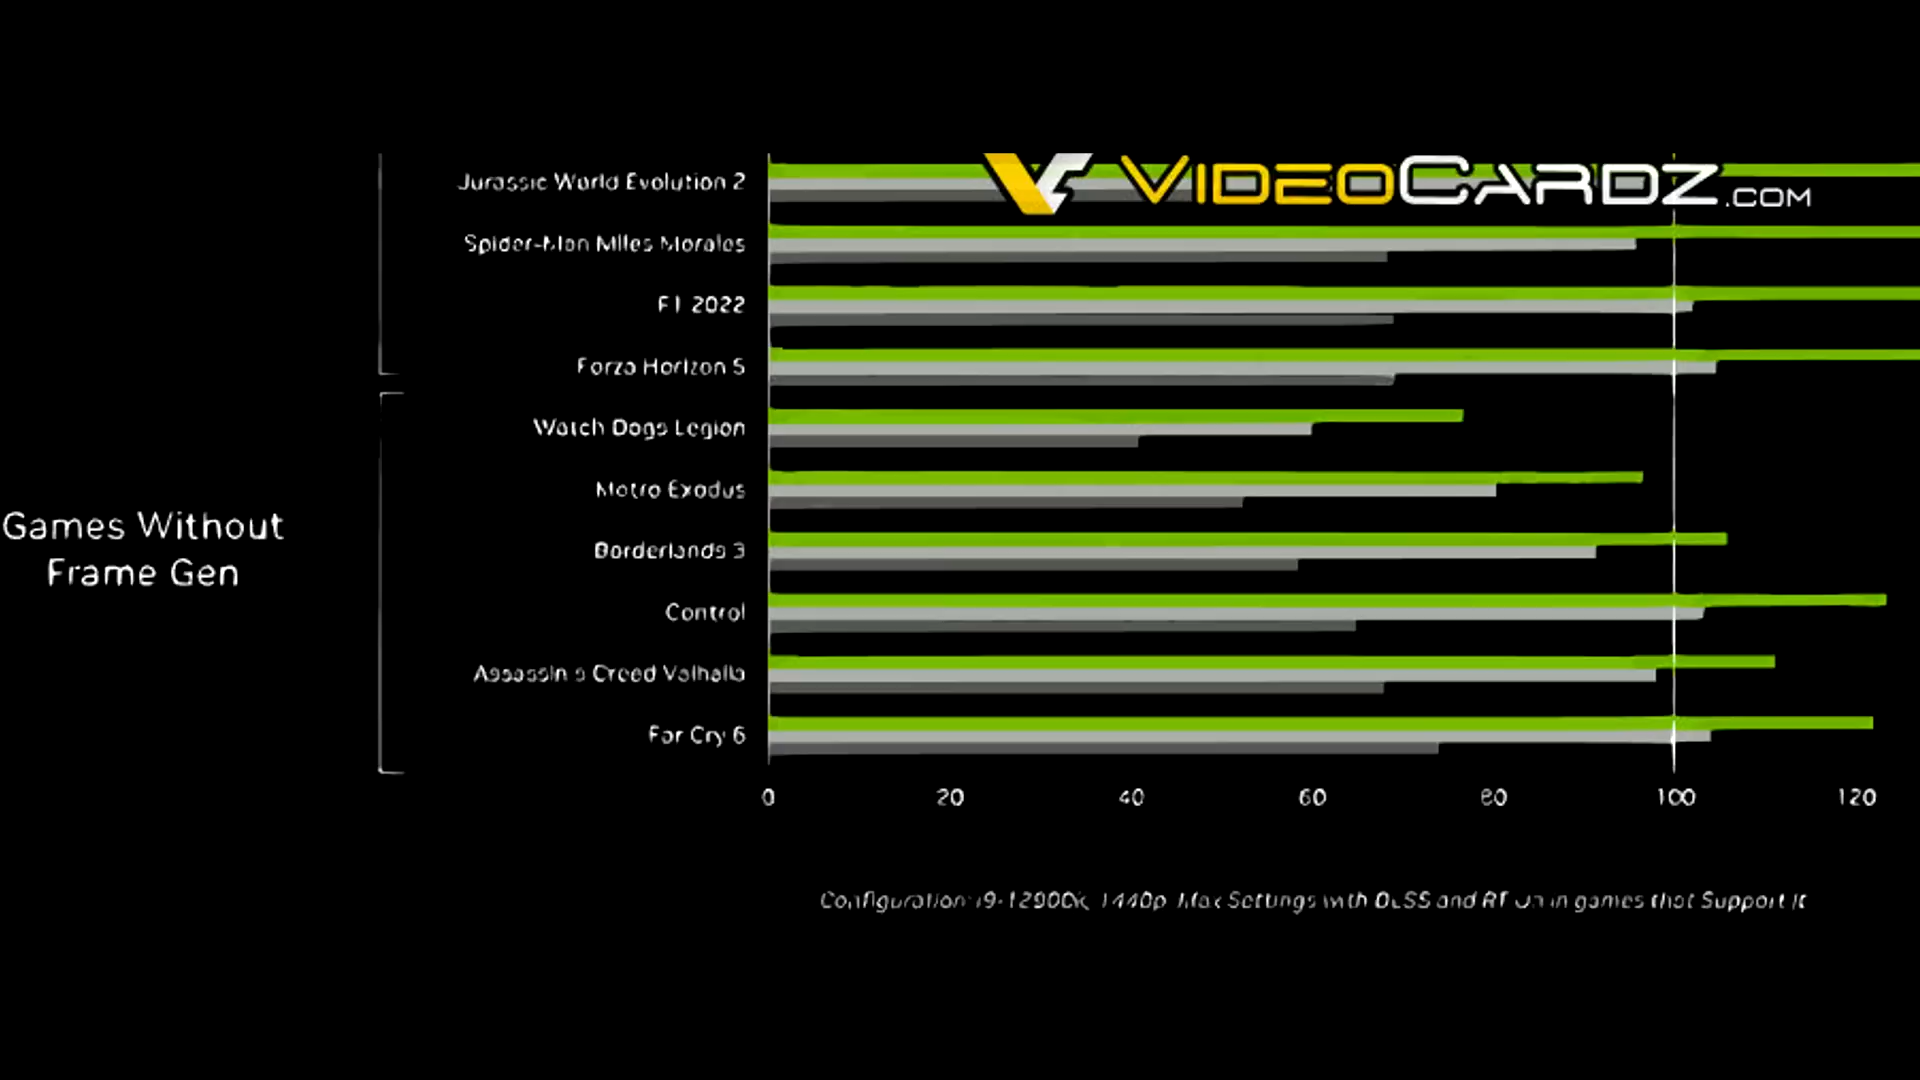 VIDEOCARDZ.COM
Jurassic World Evolution 2
Spider-Man Miles Morales
F1 2022
Forza Horizon 5
Watch Dogs Legion
Metro Exodus
Games Without
Frame Gen
Borderlands 3
Control
Assassin's Creed Valhalla
Far Cry 6
0 20 40 60 80 100 120
Configuration: i9-12900k, 1440p. Max Settings with DLSS and RT On in games that Support It